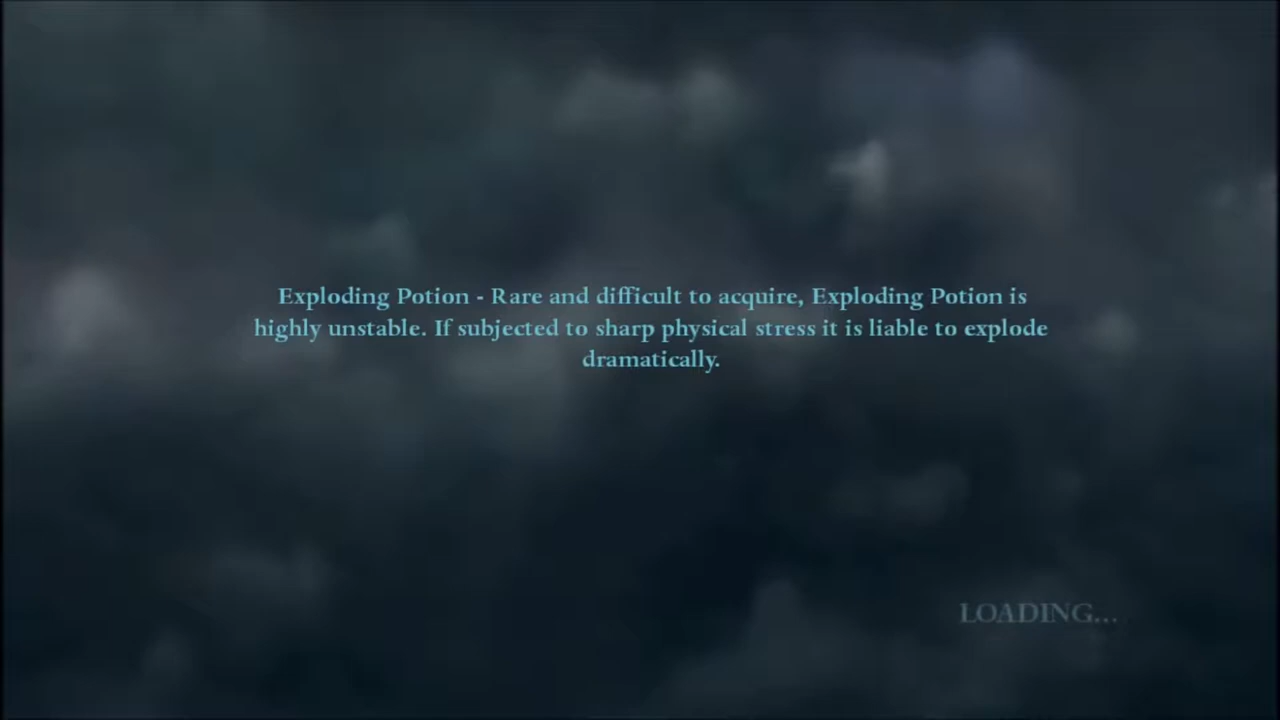 Exploding Potion - Rare and difficult to acquire, Exploding Potion is
highly unstable. If subjected to sharp physical stress it is liable to explode
dramatically.
LOADING...